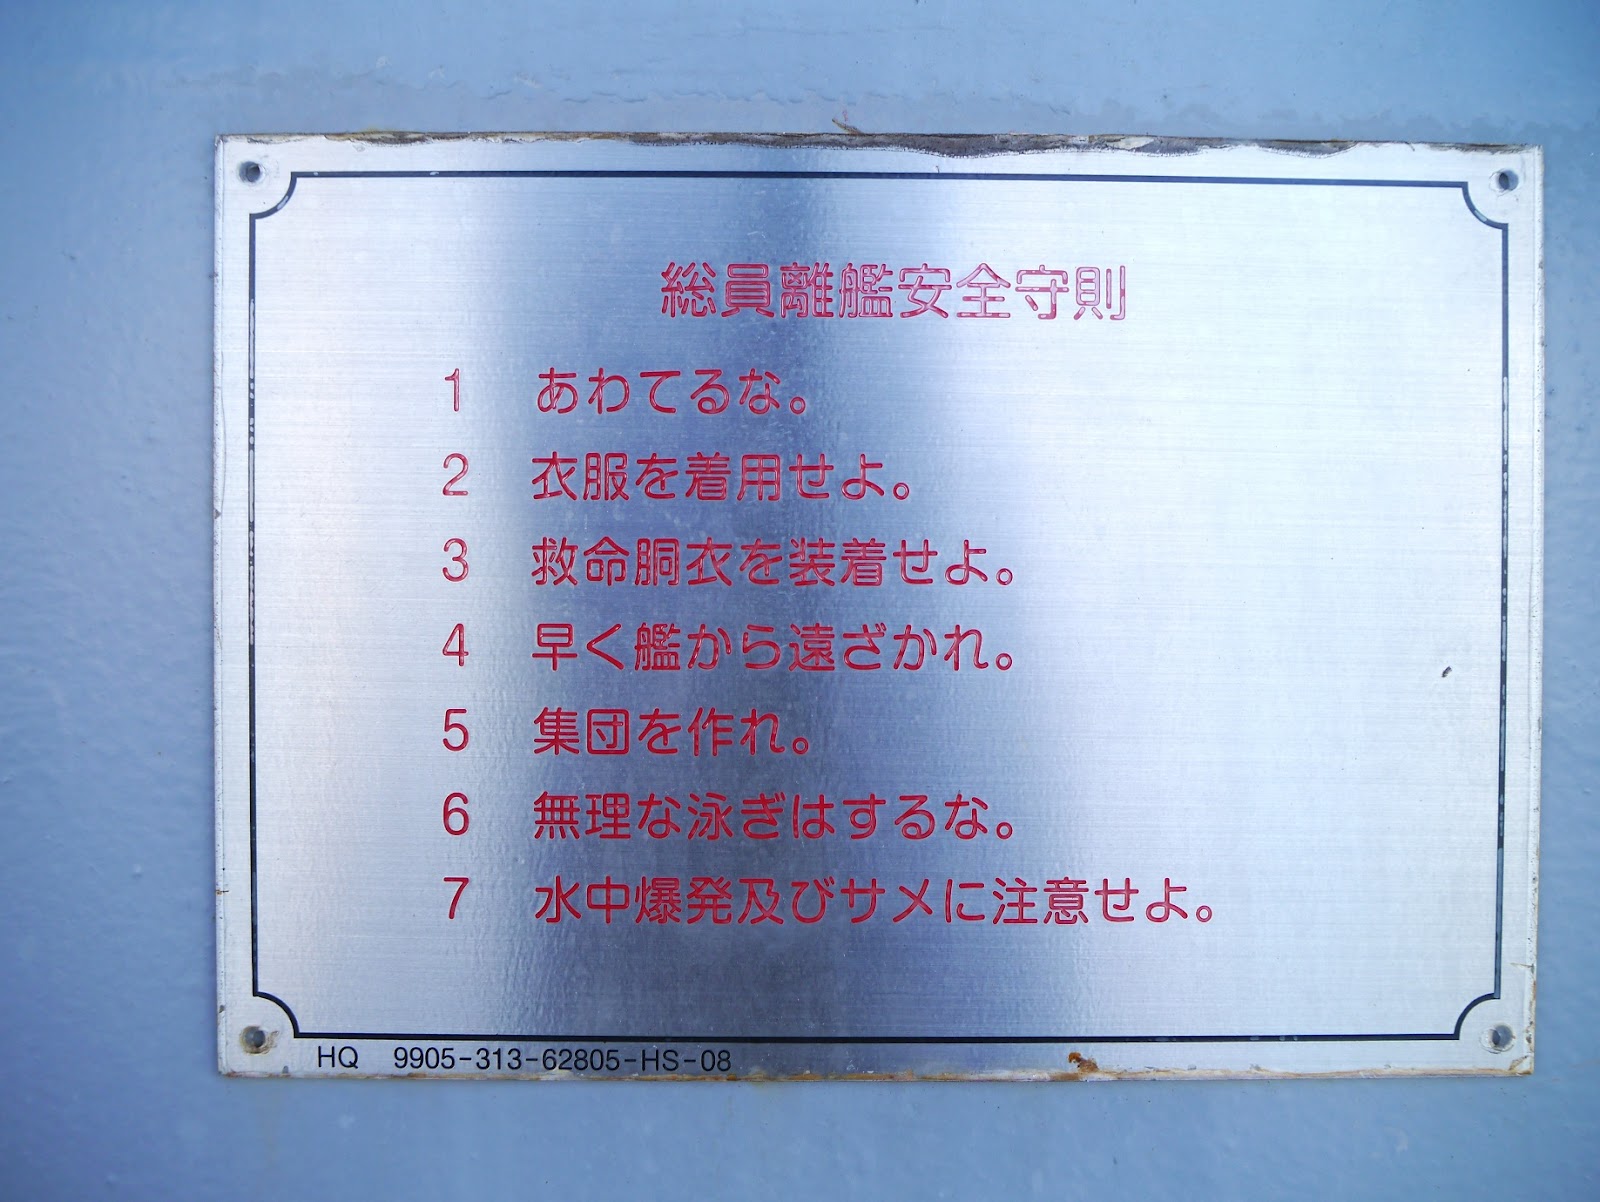 総員離艦安全守則
1 あわてるな。
2 衣服を着用せよ。
3 救命胴衣を装着せよ。
4 早く艦から遠ざかれ。
5 集団を作れ。
6 無理な泳ぎはするな。
7 水中爆発及びサメに注意せよ。
HQ 9905-313-62805-HS-08